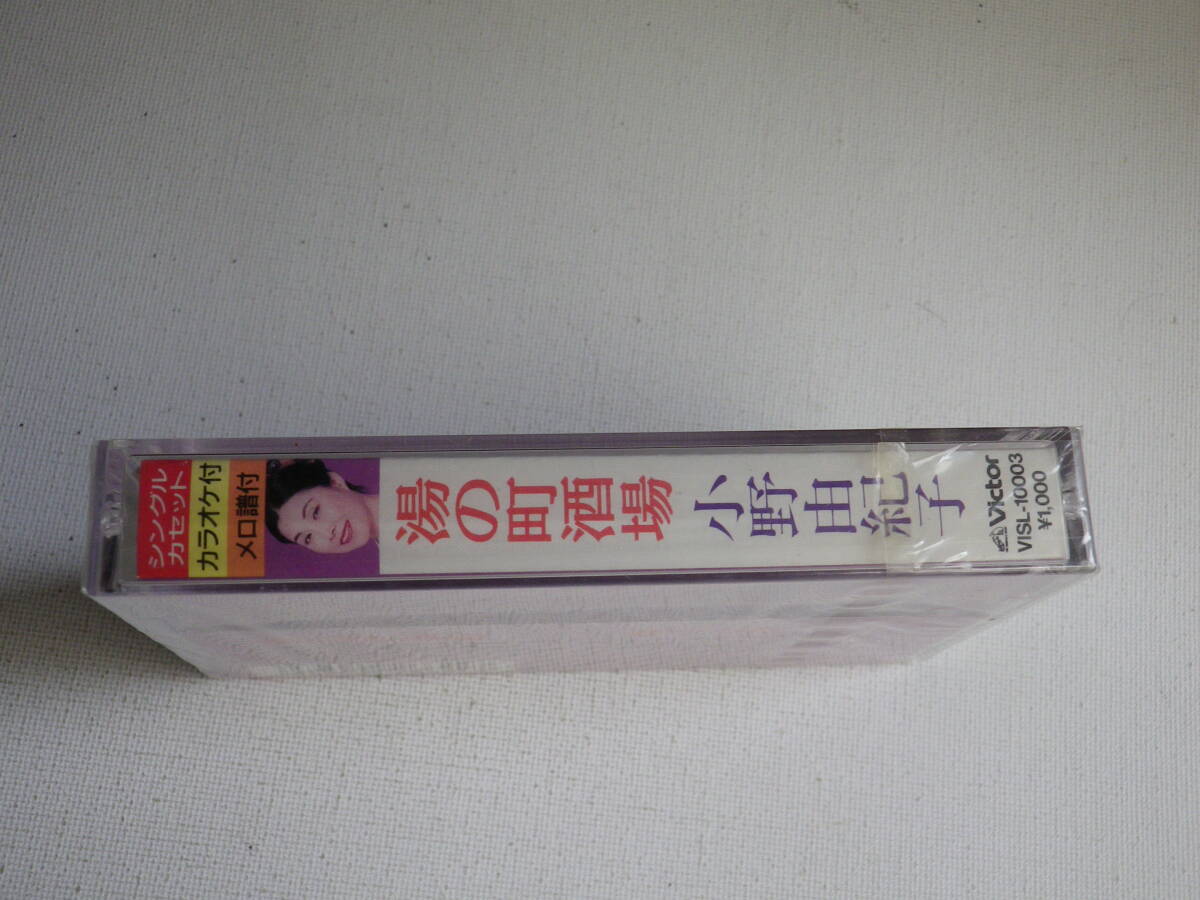 シングル
カセット
カラオケ付
メロ譜付
湯の町酒場
小野由紀子
Victor
VISL-10003
¥1,000